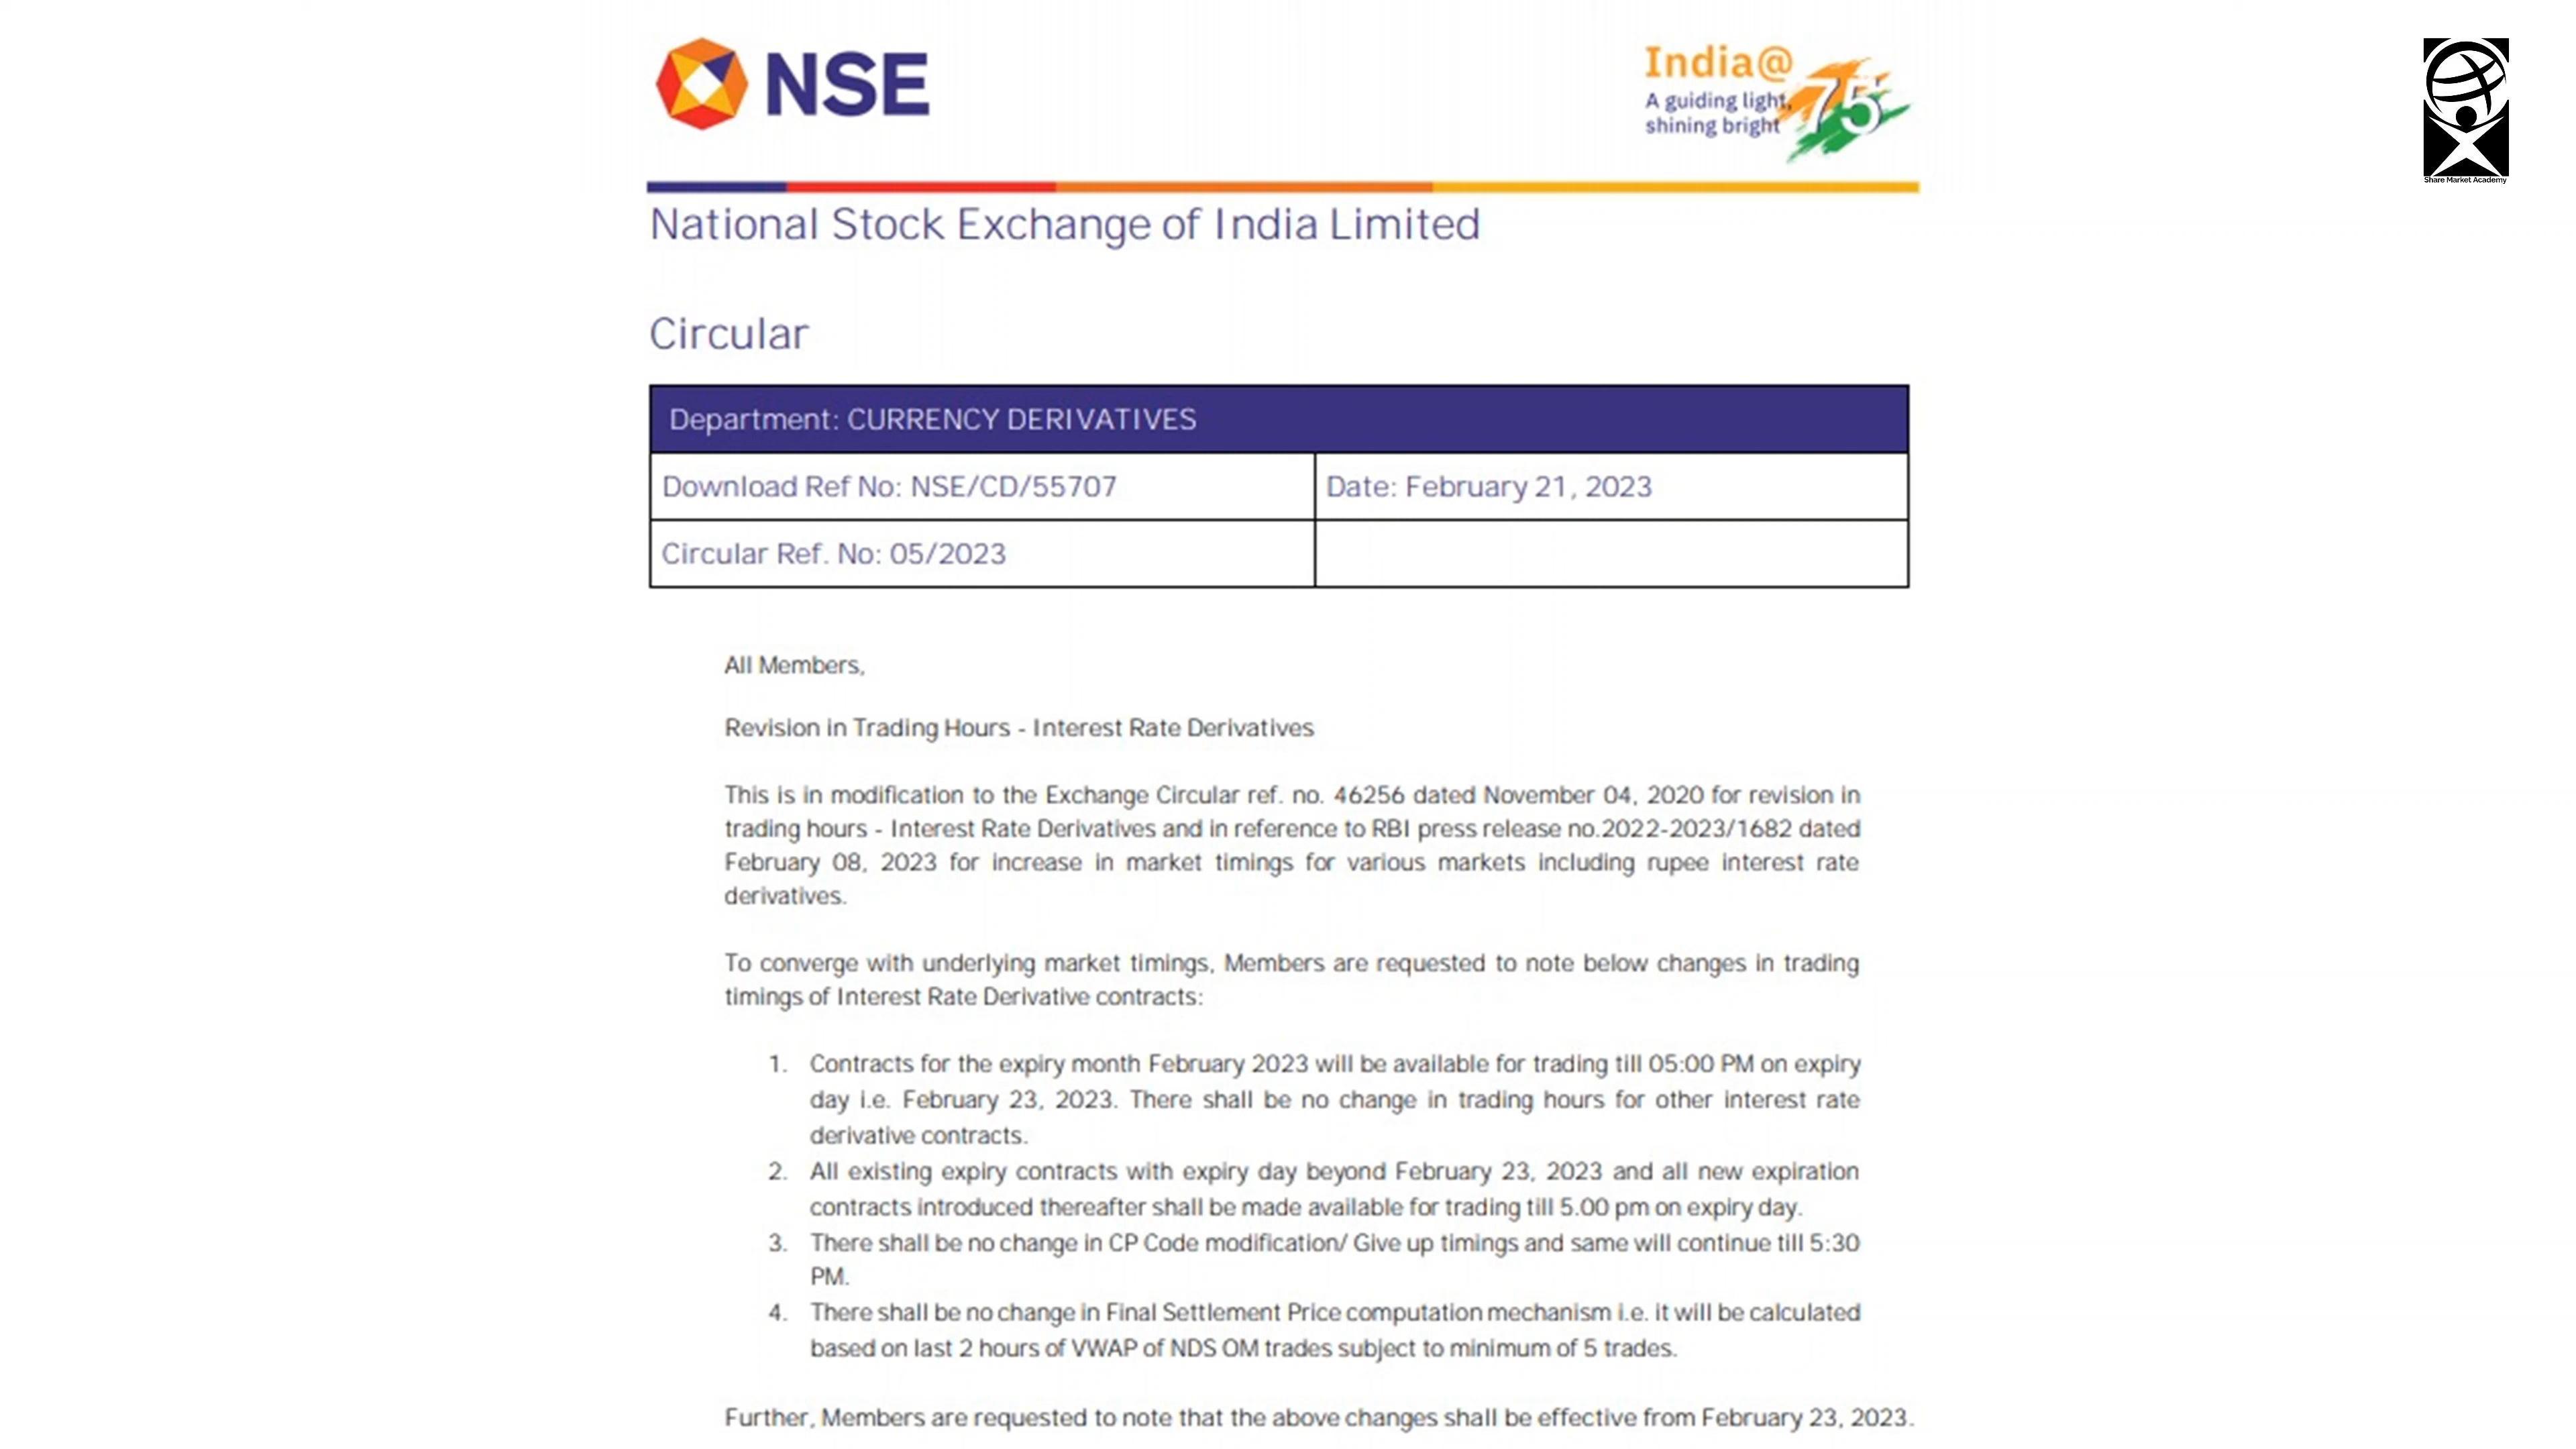 NSE
India@
75
A guiding light,
shining bright
Share Market Academy
National Stock Exchange of India Limited
Circular
Department: CURRENCY DERIVATIVES
Download Ref No: NSE/CD/55707
Date: February 21, 2023
Circular Ref. No: 05/2023
All Members,
Revision in Trading Hours - Interest Rate Derivatives
This is in modification to the Exchange Circular ref. no. 46256 dated November 04, 2020 for revision in
trading hours - Interest Rate Derivatives and in reference to RBI press release no.2022-2023/1682 dated
February 08, 2023 for increase in market timings for various markets including rupee interest rate
derivatives.
To converge with underlying market timings, Members are requested to note below changes in trading
timings of Interest Rate Derivative contracts:
1. Contracts for the expiry month February 2023 will be available for trading till 05:00 PM on expiry
day i.e. February 23, 2023. There shall be no change in trading hours for other interest rate
derivative contracts.
2. All existing expiry contracts with expiry day beyond February 23, 2023 and all new expiration
contracts introduced thereafter shall be made available for trading till 5.00 pm on expiry day.
3. There shall be no change in CP Code modification/ Give up timings and same will continue till 5:30
PM.
4. There shall be no change in Final Settlement Price computation mechanism i.e. it will be calculated
based on last 2 hours of VWAP of NDS OM trades subject to minimum of 5 trades.
Further, Members are requested to note that the above changes shall be effective from February 23, 2023.